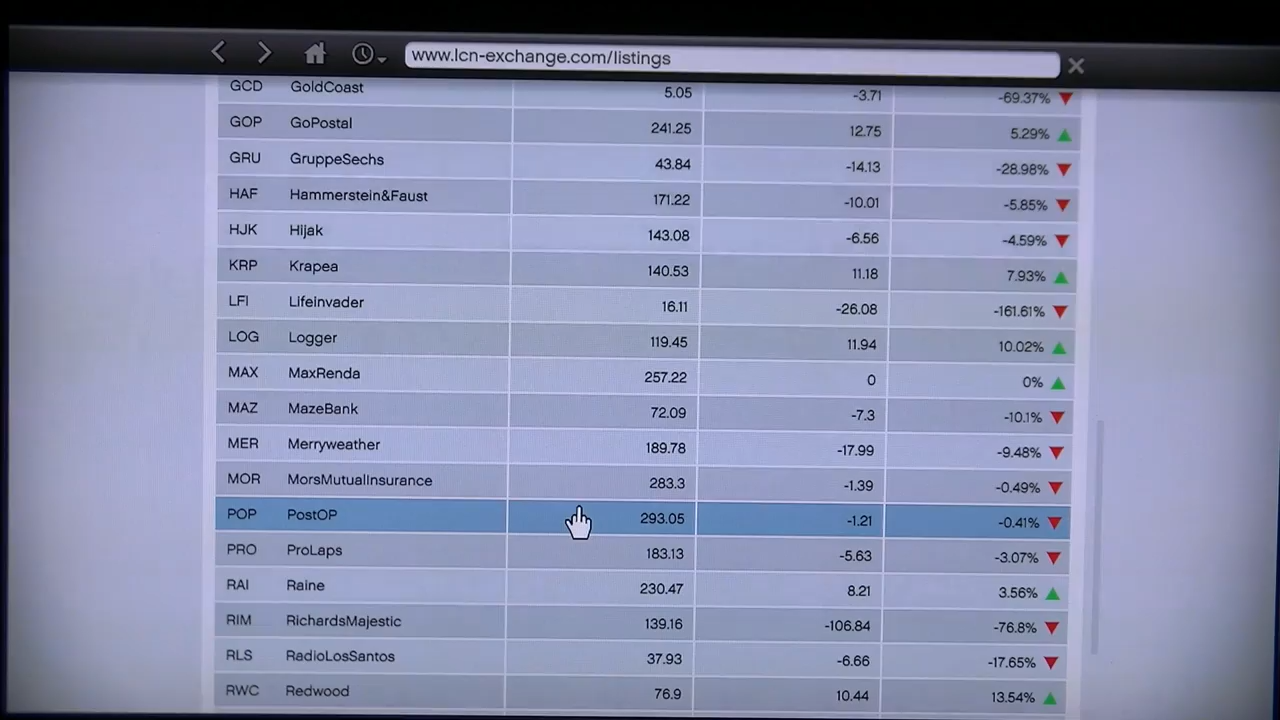 www.lcn-exchange.com/listings
GCD GoldCoast 5.05 -3.71 -69.37%
GOP GoPostal 241.25 12.75 5.29%
GRU GruppeSechs 43.84 -14.13 -28.98%
HAF Hammerstein&Faust 171.22 -10.01 -5.85%
HJK Hijak 143.08 -6.56 -4.59%
KRP Krapea 140.53 11.18 7.93%
LFI Lifeinvader 16.11 -26.08 -161.61%
LOG Logger 119.45 11.94 10.02%
MAX MaxRenda 257.22 0 0%
MAZ MazeBank 72.09 -7.3 -10.1%
MER Merryweather 189.78 -17.99 -9.48%
MOR MorsMutualInsurance 283.3 -1.39 -0.49%
POP PostOP 293.05 -1.21 -0.41%
PRO ProLaps 183.13 -5.63 -3.07%
RAI Raine 230.47 8.21 3.56%
RIM RichardsMajestic 139.16 -106.84 -76.8%
RLS RadioLosSantos 37.93 -6.66 -17.65%
RWC Redwood 76.9 10.44 13.54%